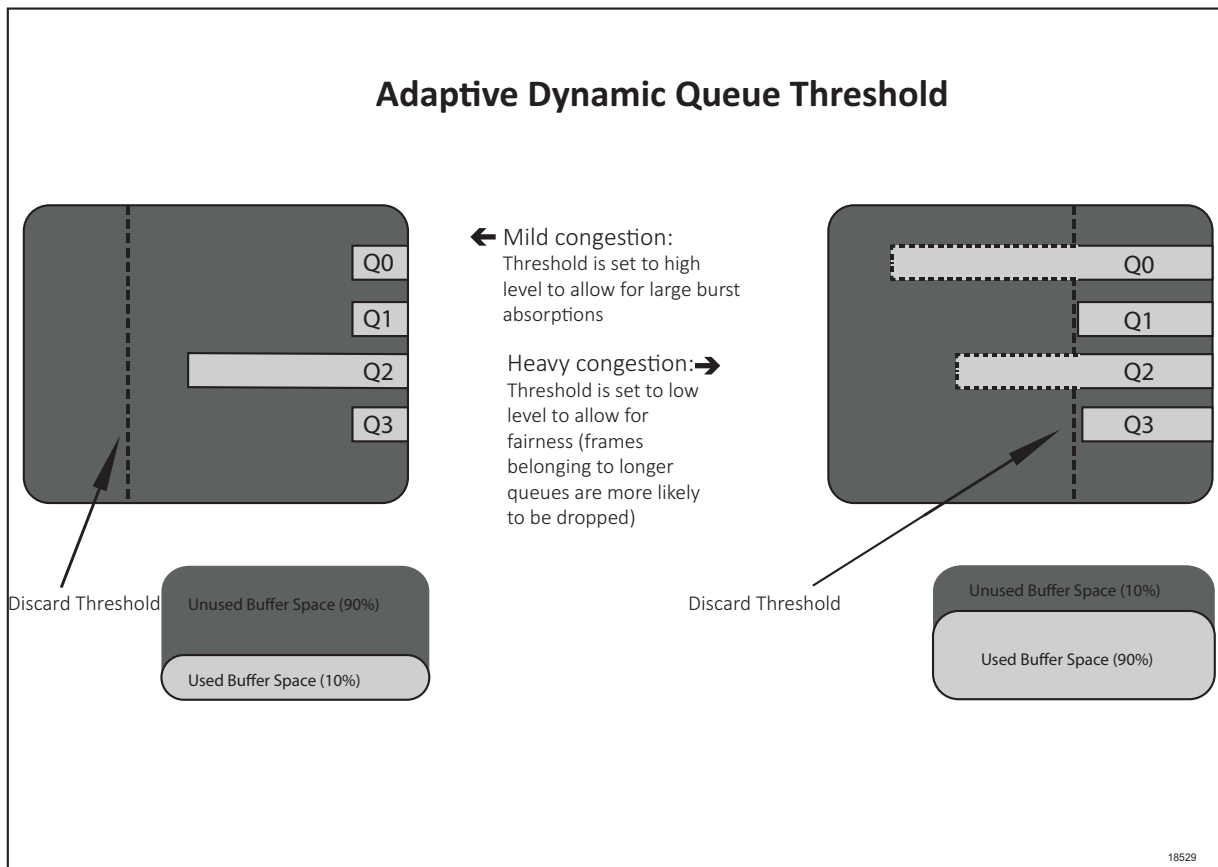 Adaptive Dynamic Queue Threshold
Q0
Q1
Q2
Q3
Discard Threshold
Unused Buffer Space (90%)
Used Buffer Space (10%)
Mild congestion:
Threshold is set to high
level to allow for large burst
absorptions
Heavy congestion:
Threshold is set to low
level to allow for
fairness (frames
belonging to longer
queues are more likely
to be dropped)
Q0
Q1
Q2
Q3
Discard Threshold
Unused Buffer Space (10%)
Used Buffer Space (90%)
18529